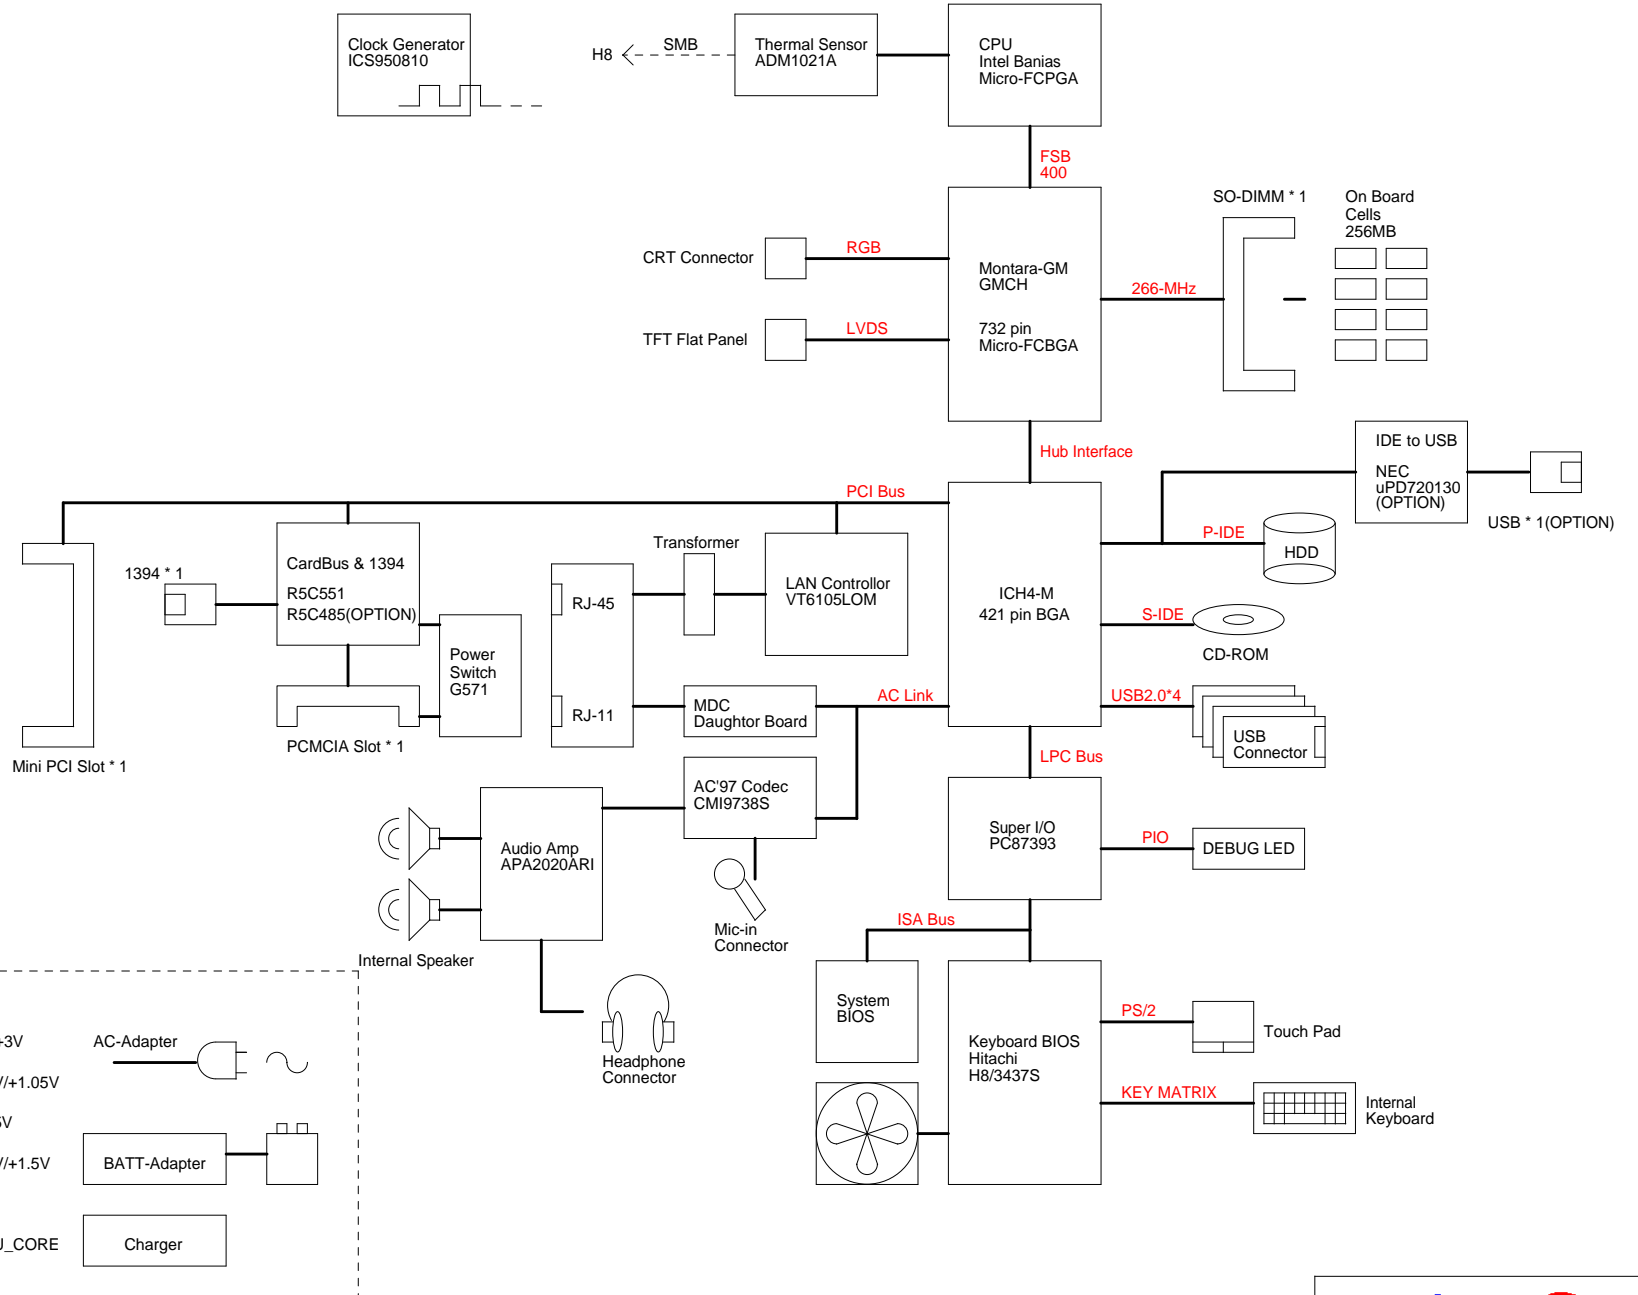 Clock Generator
ICS950810
H8
SMB
Thermal Sensor
ADM1021A
CPU
Intel Banias
Micro-FCPGA
FSB
400
SO-DIMM * 1
On Board
Cells
256MB
CRT Connector
RGB
Montara-GM
GMCH
732 pin
Micro-FCBGA
266-MHz
TFT Flat Panel
LVDS
Hub Interface
IDE to USB
NEC
uPD720130
(OPTION)
USB * 1(OPTION)
PCI Bus
P-IDE
HDD
Transformer
CardBus & 1394
R5C551
R5C485(OPTION)
1394 * 1
RJ-45
LAN Controllor
VT6105LOM
ICH4-M
421 pin BGA
S-IDE
CD-ROM
Power
Switch
G571
RJ-11
MDC
Daughtor Board
AC Link
USB2.0*4
USB
Connector
PCMCIA Slot * 1
Mini PCI Slot * 1
LPC Bus
AC'97 Codec
CMI9738S
Super I/O
PC87393
PIO
DEBUG LED
Audio Amp
APA2020ARI
Mic-in
Connector
ISA Bus
Internal Speaker
System
BIOS
Keyboard BIOS
Hitachi
H8/3437S
PS/2
Touch Pad
KEY MATRIX
Internal
Keyboard
Headphone
Connector
+3V
AC-Adapter
V/+1.05V
V/+1.5V
BATT-Adapter
U_CORE
Charger